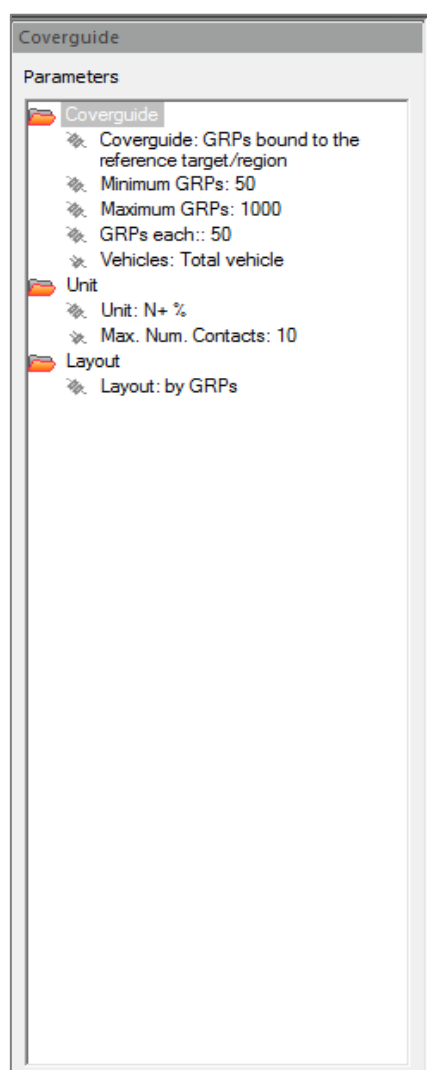 Coverguide
Parameters
Coverguide
Coverguide: GRPs bound to the
reference target/region
Minimum GRPs: 50
Maximum GRPs: 1000
GRPs each:: 50
Vehicles: Total vehicle
Unit
Unit: N+ %
Max. Num. Contacts: 10
Layout
Layout: by GRPs